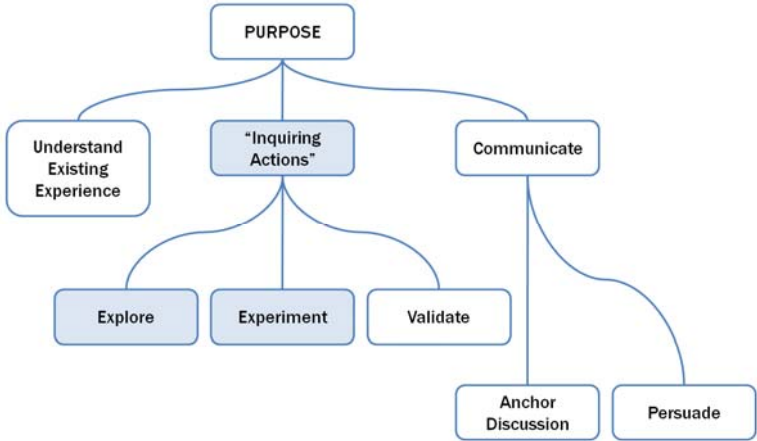 PURPOSE
Understand
Existing
Experience
“Inquiring
Actions”
Communicate
Explore
Experiment
Validate
Anchor
Discussion
Persuade